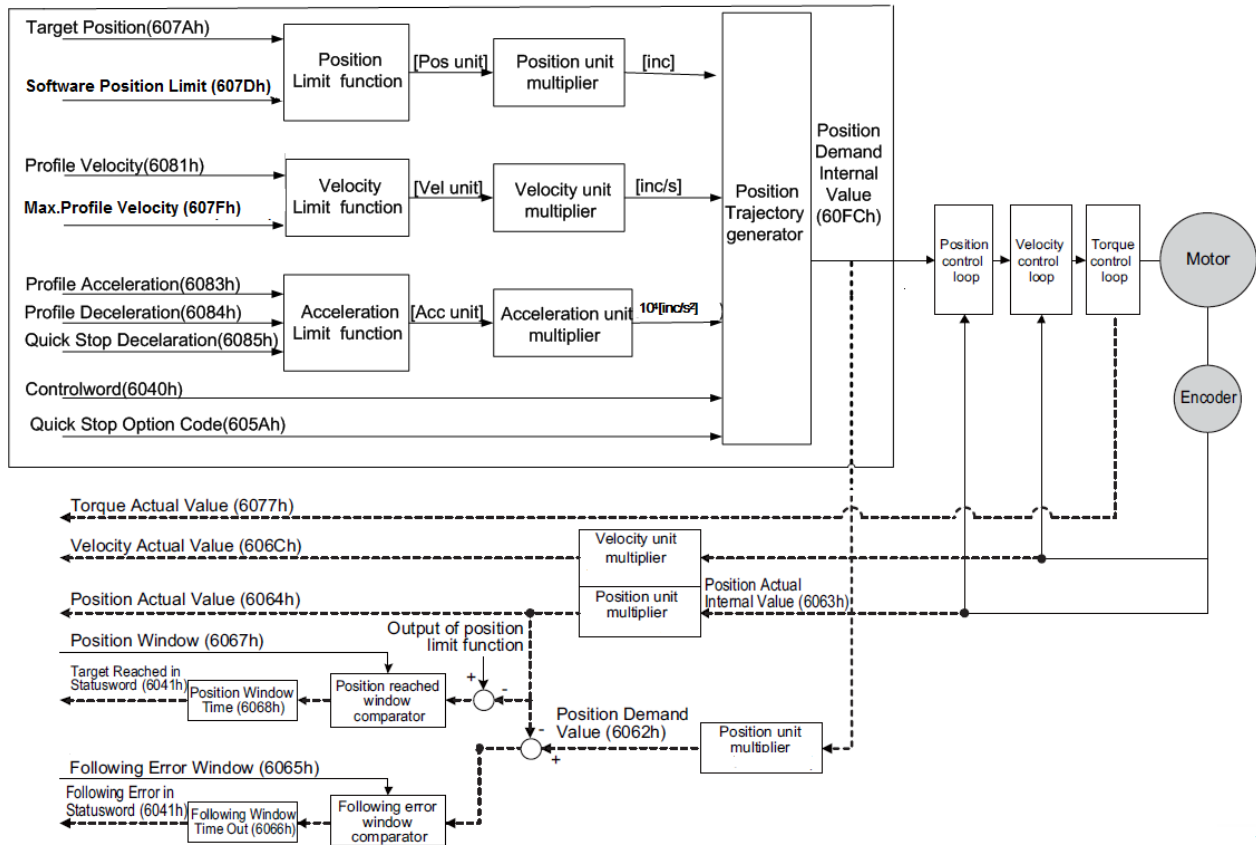 Target Position(607Ah)
Software Position Limit (607Dh)
Position
Limit function
[Pos unit]
Position unit
multiplier
[inc]
Profile Velocity(6081h)
Max.Profile Velocity (607Fh)
Velocity
Limit function
[Vel unit]
Velocity unit
multiplier
[inc/s]
Profile Acceleration(6083h)
Profile Deceleration(6084h)
Quick Stop Decelaration(6085h)
Acceleration
Limit function
[Acc unit]
Acceleration unit
multiplier
10⁴[inc/s²]
)
Controlword(6040h)
Quick Stop Option Code(605Ah)
Position
Trajectory
generator
Position
Demand
Internal
Value
(60FCh)
Position
control
loop
Velocity
control
loop
Torque
control
loop
Motor
Encoder
Torque Actual Value (6077h)
Velocity Actual Value (606Ch)
Velocity unit
multiplier
Position Actual Value (6064h)
Position unit
multiplier
Position Actual
Internal Value (6063h)
Position Window (6067h)
Output of position
limit function
+
-
Target Reached in
Statusword (6041h)
Position Window
Time (6068h)
Position reached
window
comparator
Position Demand
Value (6062h)
-
+
Position unit
multiplier
Following Error Window (6065h)
Following Error in
Statusword (6041h)
Following Window
Time Out (6066h)
Following error
window
comparator